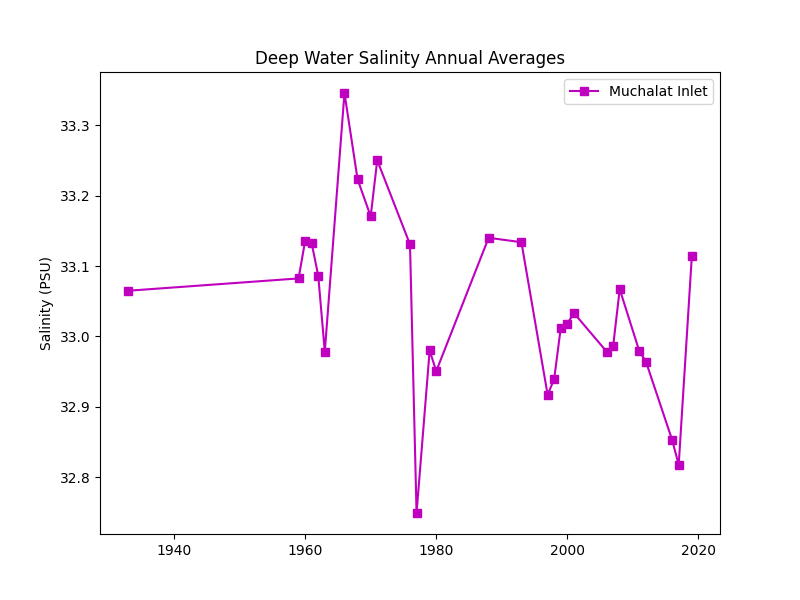 Deep Water Salinity Annual Averages
Muchalat Inlet
Salinity (PSU)
33.3
33.2
33.1
33.0
32.9
32.8
1940 1960 1980 2000 2020